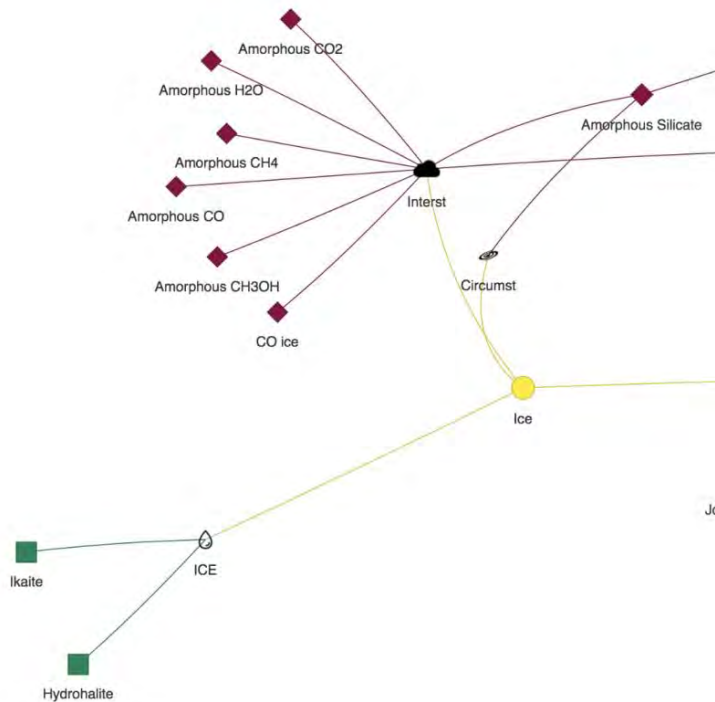 Amorphous CO2
Amorphous H2O
Amorphous Silicate
Amorphous CH4
Interst
Amorphous CO
Amorphous CH3OH
Circumst
CO ice
Ice
Jo
ICE
Ikaite
Hydrohalite